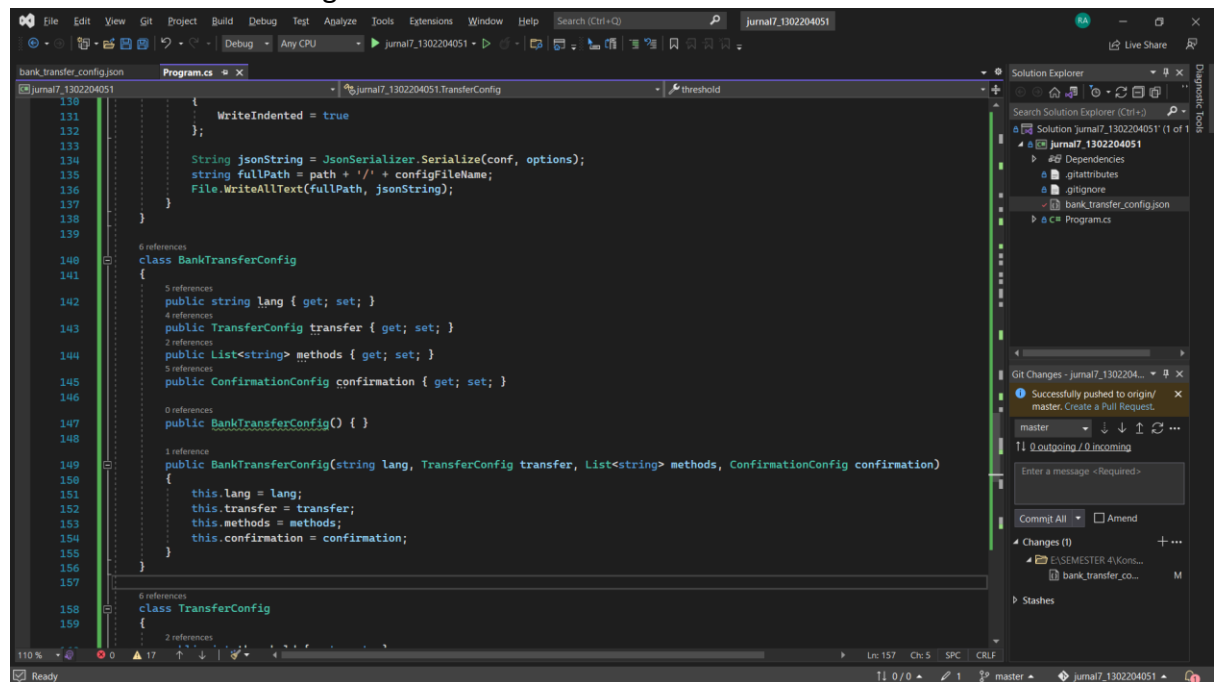 File Edit View Git Project Build Debug Test Analyze Tools Extensions Window Help Search (Ctrl+Q) jurnal7_1302204051 RA
Debug Any CPU jurnal7_1302204051 Live Share
bank_transfer_config.json Program.cs
jurnal7_1302204051 jurnal7_1302204051.TransferConfig threshold
130 {
131 WriteIndented = true
132 };
133
134 String jsonString = JsonSerializer.Serialize(conf, options);
135 string fullPath = path + '/' + configFileName;
136 File.WriteAllText(fullPath, jsonString);
137 }
138 }
139
6 references
140 class BankTransferConfig
141 {
5 references
142 public string lang { get; set; }
4 references
143 public TransferConfig transfer { get; set; }
2 references
144 public List<string> methods { get; set; }
5 references
145 public ConfirmationConfig confirmation { get; set; }
146
0 references
147 public BankTransferConfig() { }
148
1 reference
149 public BankTransferConfig(string lang, TransferConfig transfer, List<string> methods, ConfirmationConfig confirmation)
150 {
151 this.lang = lang;
152 this.transfer = transfer;
153 this.methods = methods;
154 this.confirmation = confirmation;
155 }
156 }
157
6 references
158 class TransferConfig
159 {
2 references
110 % 0 17 Ln: 157 Ch: 5 SPC CRLF
Ready 0 / 0 1 master jurnal7_1302204051
Solution Explorer
Search Solution Explorer (Ctrl+;)
Solution 'jurnal7_1302204051' (1 of 1
jurnal7_1302204051
Dependencies
.gitattributes
.gitignore
bank_transfer_config.json
C# Program.cs
Git Changes - jurnal7_1302204...
Successfully pushed to origin/
master. Create a Pull Request.
master
0 outgoing / 0 incoming
Enter a message <Required>
Commit All Amend
Changes (1)
E:\SEMESTER 4\Kons...
bank_transfer_co... M
Stashes
Diagnostic Tools